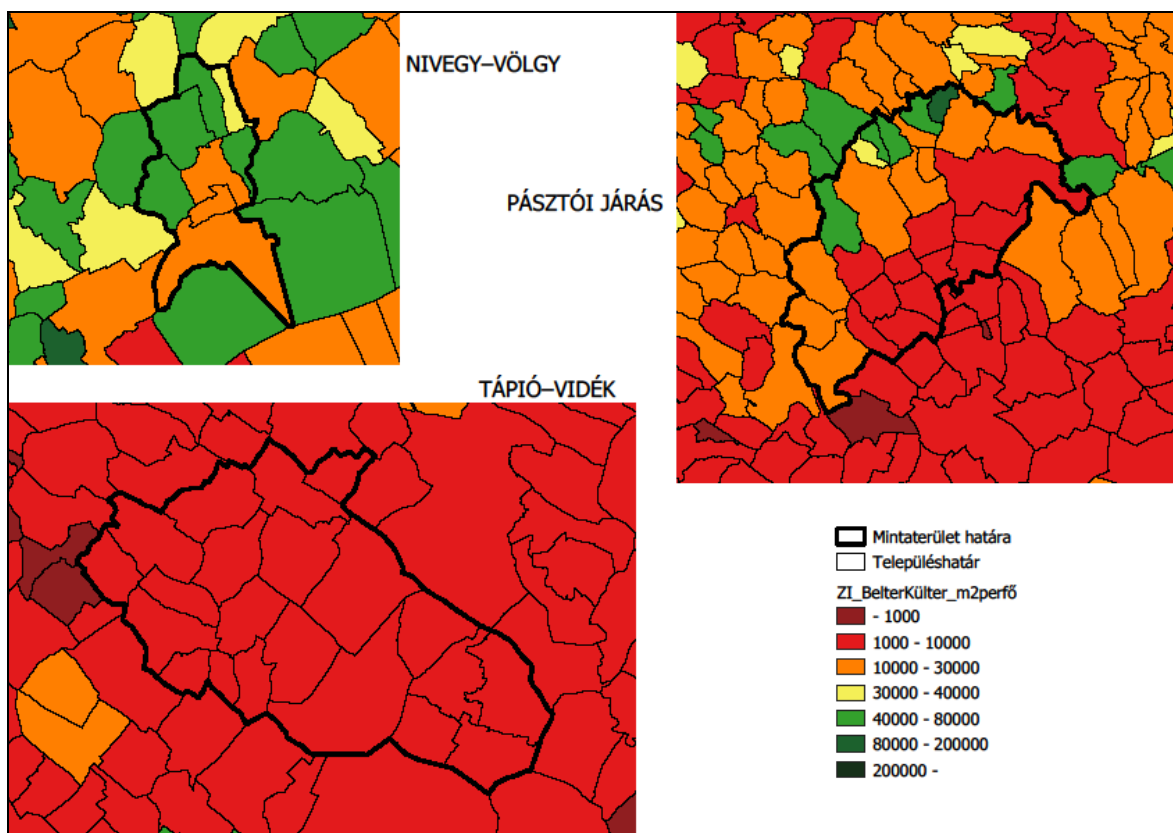 NIVEGY–VÖLGY
PÁSZTÓI JÁRÁS
TÁPIÓ–VIDÉK
Mintaterület határa
Településhatár
ZI_BelterKülter_m2perfő
- 1000
1000 - 10000
10000 - 30000
30000 - 40000
40000 - 80000
80000 - 200000
200000 -